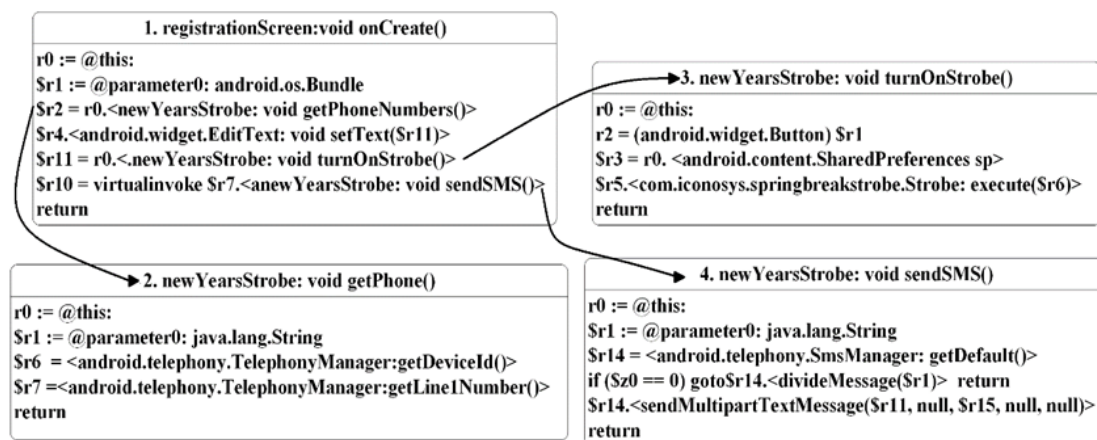 1. registrationScreen:void onCreate()
r0 := @this:
$r1 := @parameter0: android.os.Bundle
$r2 = r0.<newYearsStrobe: void getPhoneNumbers()>
$r4.<android.widget.EditText: void setText($r11)>
$r11 = r0.<.newYearsStrobe: void turnOnStrobe()>
$r10 = virtualinvoke $r7.<anewYearsStrobe: void sendSMS()>
return
2. newYearsStrobe: void getPhone()
r0 := @this:
$r1 := @parameter0: java.lang.String
$r6 = <android.telephony.TelephonyManager:getDeviceId()>
$r7 =<android.telephony.TelephonyManager:getLine1Number()>
return
3. newYearsStrobe: void turnOnStrobe()
r0 := @this:
r2 = (android.widget.Button) $r1
$r3 = r0. <android.content.SharedPreferences sp>
$r5.<com.iconosys.springbreakstrobe.Strobe: execute($r6)>
return
4. newYearsStrobe: void sendSMS()
r0 := @this:
$r1 := @parameter0: java.lang.String
$r14 = <android.telephony.SmsManager: getDefault()>
if ($z0 == 0) goto$r14.<divideMessage($r1)> return
$r14.<sendMultipartTextMessage($r11, null, $r15, null, null)>
return